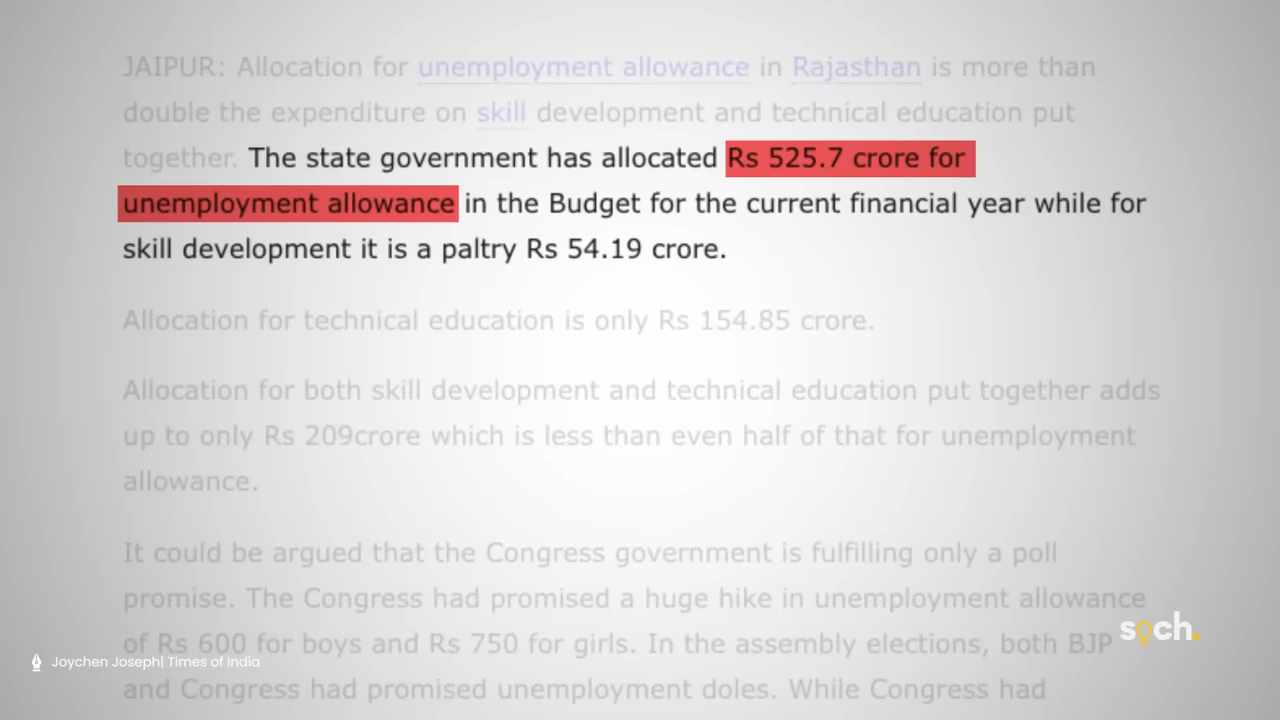 JAIPUR: Allocation for unemployment allowance in Rajasthan is more than
double the expenditure on skill development and technical education put
together. The state government has allocated Rs 525.7 crore for
unemployment allowance in the Budget for the current financial year while for
skill development it is a paltry Rs 54.19 crore.
Allocation for technical education is only Rs 154.85 crore.
Allocation for both skill development and technical education put together adds
up to only Rs 209crore which is less than even half of that for unemployment
allowance.
It could be argued that the Congress government is fulfilling only a poll
promise. The Congress had promised a huge hike in unemployment allowance
of Rs 600 for boys and Rs 750 for girls. In the assembly elections, both BJP
and Congress had promised unemployment doles. While Congress had
soch.
Joychen Joseph| Times of India